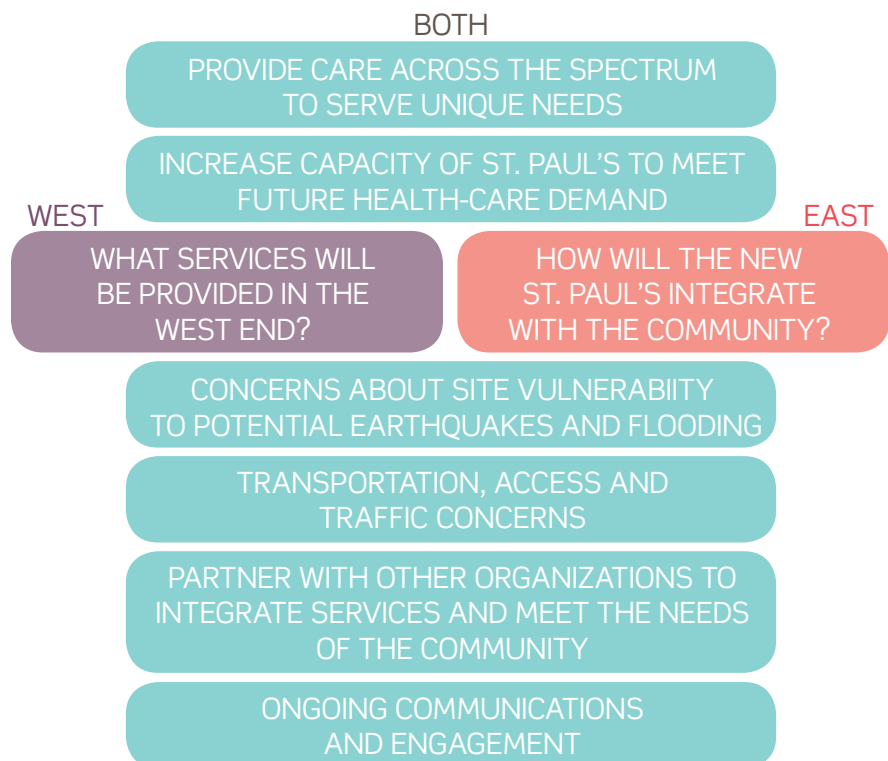 BOTH
PROVIDE CARE ACROSS THE SPECTRUM
TO SERVE UNIQUE NEEDS
INCREASE CAPACITY OF ST. PAUL'S TO MEET
FUTURE HEALTH-CARE DEMAND
WEST
WHAT SERVICES WILL
BE PROVIDED IN THE
WEST END?
EAST
HOW WILL THE NEW
ST. PAUL'S INTEGRATE
WITH THE COMMUNITY?
CONCERNS ABOUT SITE VULNERABIITY
TO POTENTIAL EARTHQUAKES AND FLOODING
TRANSPORTATION, ACCESS AND
TRAFFIC CONCERNS
PARTNER WITH OTHER ORGANIZATIONS TO
INTEGRATE SERVICES AND MEET THE NEEDS
OF THE COMMUNITY
ONGOING COMMUNICATIONS
AND ENGAGEMENT